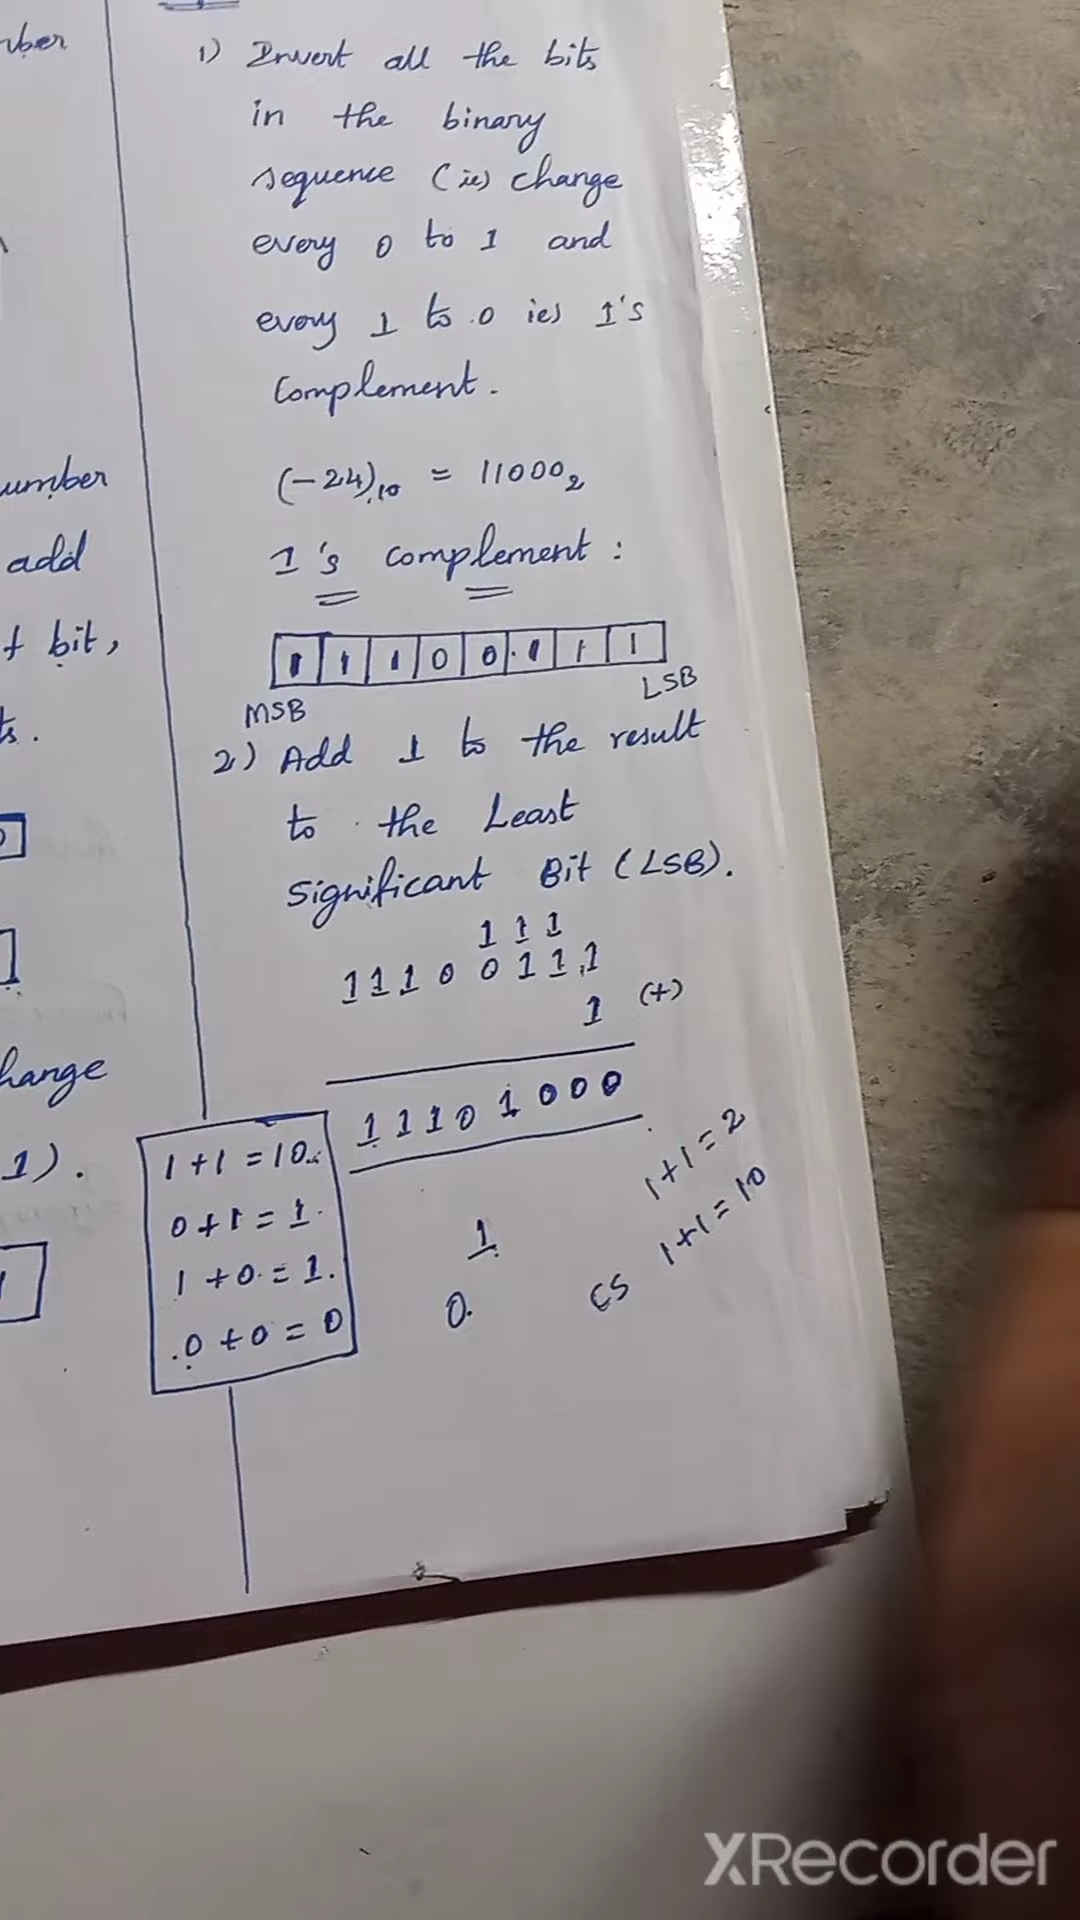 mber
1) Invert all the bits
in the binary
sequence (ie) change
every 0 to 1 and
every 1 to 0 ie) 1's
Complement.
number
add
bit,
(-24)10 = 110002
1's complement:
1 1 1 0 0 1 1 1
MSB LSB
2) Add 1 to the result
to the Least
Significant Bit (LSB).
1 1 1
1 1 1 0 0 1 1 1
1 (+)
1 1 1 0 1 0 0 0
hange
1).
1+1=10
0+1=1.
1+0=1.
0+0=0
1
0.
CS
1+1=2
1+1=10
XRecorder